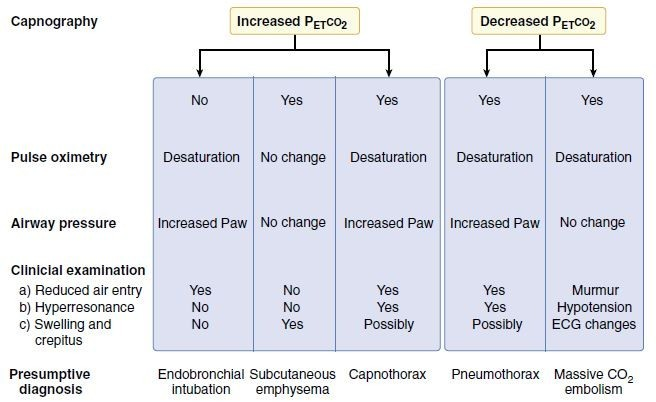 Capnography Increased PETCO2 Decreased PETCO2
No Yes Yes Yes Yes
Pulse oximetry Desaturation No change Desaturation Desaturation Desaturation
Airway pressure Increased Paw No change Increased Paw Increased Paw No change
Clinicial examination
a) Reduced air entry Yes No Yes Yes Murmur
b) Hyperresonance No No Yes Yes Hypotension
c) Swelling and No Yes Possibly Possibly ECG changes
crepitus
Presumptive Endobronchial Subcutaneous Capnothorax Pneumothorax Massive CO2
diagnosis intubation emphysema embolism